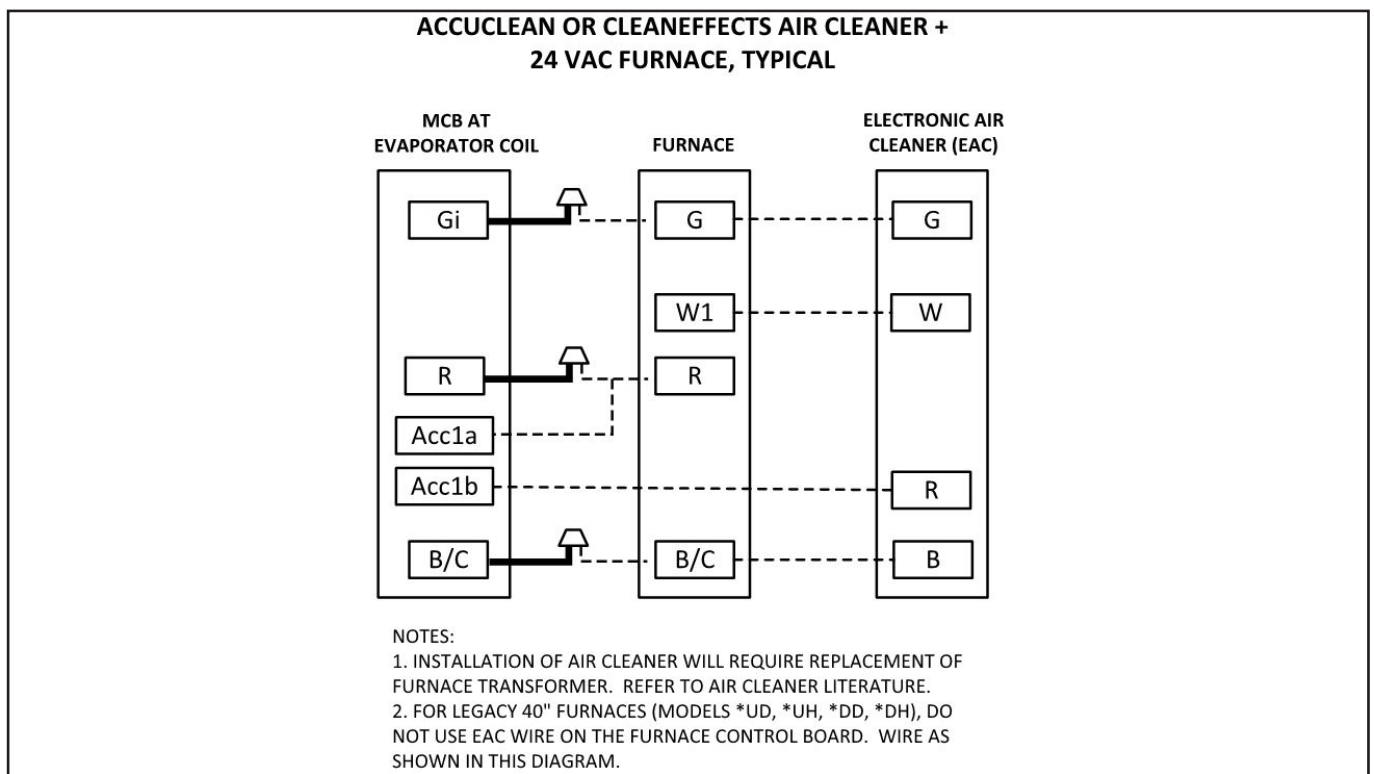 ACCUCLEAN OR CLEANEFFECTS AIR CLEANER +
24 VAC FURNACE, TYPICAL
MCB AT
EVAPORATOR COIL
FURNACE
ELECTRONIC AIR
CLEANER (EAC)
Gi
G
G
W1
W
R
R
Acc1a
Acc1b
R
B/C
B/C
B
NOTES:
1. INSTALLATION OF AIR CLEANER WILL REQUIRE REPLACEMENT OF
FURNACE TRANSFORMER. REFER TO AIR CLEANER LITERATURE.
2. FOR LEGACY 40" FURNACES (MODELS *UD, *UH, *DD, *DH), DO
NOT USE EAC WIRE ON THE FURNACE CONTROL BOARD. WIRE AS
SHOWN IN THIS DIAGRAM.